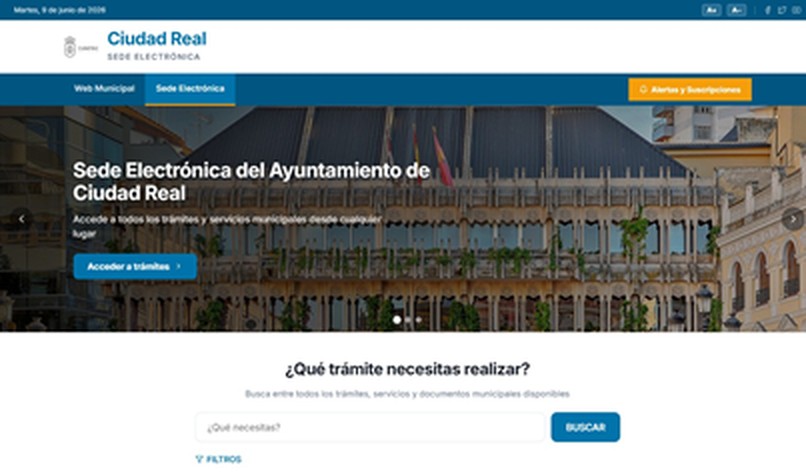 Martes, 9 de junio de 2026
A+ A-
Ciudad Real
SEDE ELECTRÓNICA
Web Municipal Sede Electrónica
Alertas y Suscripciones
Sede Electrónica del Ayuntamiento de
Ciudad Real
Accede a todos los trámites y servicios municipales desde cualquier
lugar
Acceder a trámites
¿Qué trámite necesitas realizar?
Busca entre todos los trámites, servicios y documentos municipales disponibles
¿Qué necesitas?
BUSCAR
FILTROS